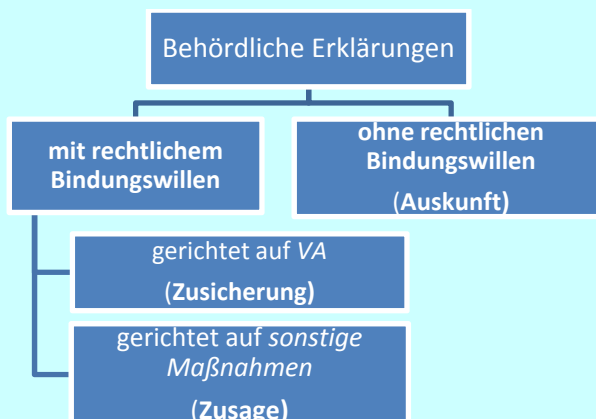 Behördliche Erklärungen
mit rechtlichem
Bindungswillen
ohne rechtlichen
Bindungswillen
(Auskunft)
gerichtet auf VA
(Zusicherung)
gerichtet auf sonstige
Maßnahmen
(Zusage)